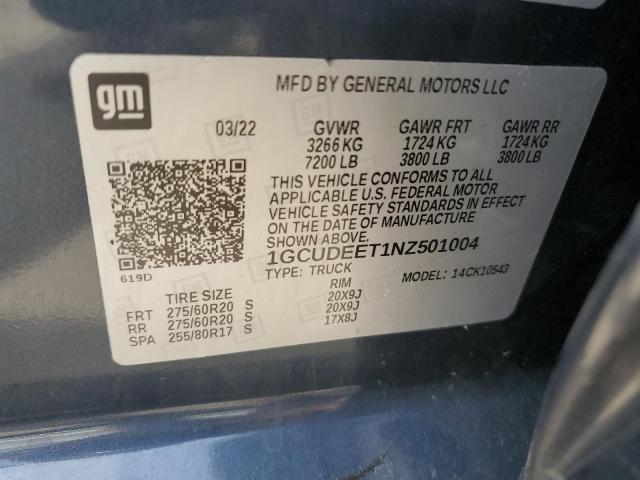 gm
MFD BY GENERAL MOTORS LLC
03/22 GVWR GAWR FRT GAWR RR
3266 KG 1724 KG 1724 KG
7200 LB 3800 LB 3800 LB
THIS VEHICLE CONFORMS TO ALL
APPLICABLE U.S. FEDERAL MOTOR
VEHICLE SAFETY STANDARDS IN EFFECT
ON THE DATE OF MANUFACTURE
SHOWN ABOVE.
1GCUDEET1NZ501004
619D TYPE: TRUCK MODEL: 14CK10543
TIRE SIZE RIM
FRT 275/60R20 S 20X9J
RR 275/60R20 S 20X9J
SPA 255/80R17 S 17X8J